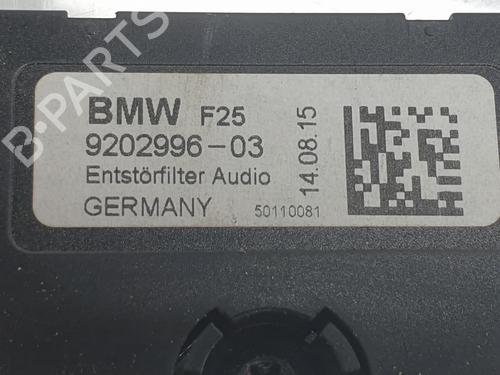 BMW F25
9202996-03
Entstörfilter Audio
GERMANY 50110081
14.08.15
B-PARTS